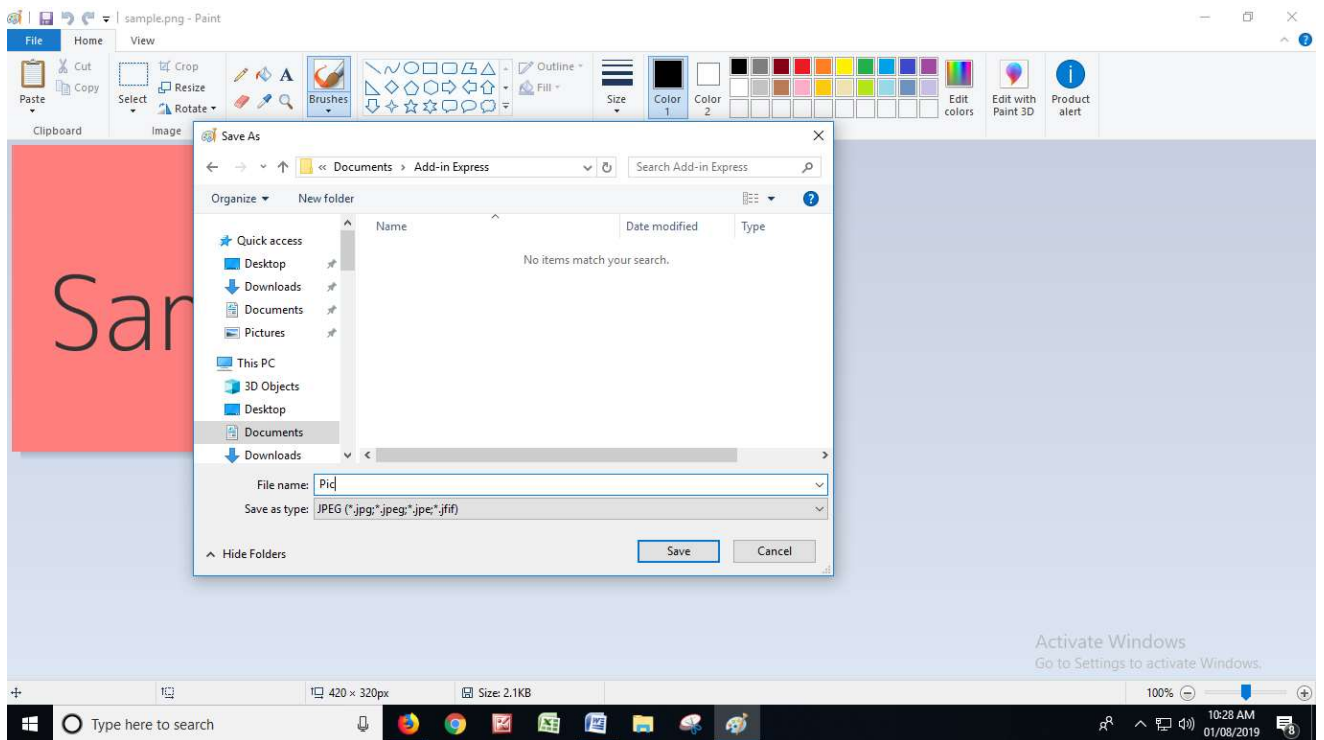 sample.png - Paint
File Home View
Paste
Cut
Copy
Clipboard
Select
Crop
Resize
Rotate
Image
A
Brushes
Outline
Fill
Size
Color 1
Color 2
Edit colors
Edit with Paint 3D
Product alert
Save As
« Documents > Add-in Express
Search Add-in Express
Organize New folder
Name Date modified Type
No items match your search.
Quick access
Desktop
Downloads
Documents
Pictures
This PC
3D Objects
Desktop
Documents
Downloads
File name: Pic
Save as type: JPEG (*.jpg;*.jpeg;*.jpe;*.jfif)
Hide Folders
Save Cancel
Sa
Activate Windows
Go to Settings to activate Windows.
420 × 320px
Size: 2.1KB
100%
Type here to search
10:28 AM
01/08/2019
8